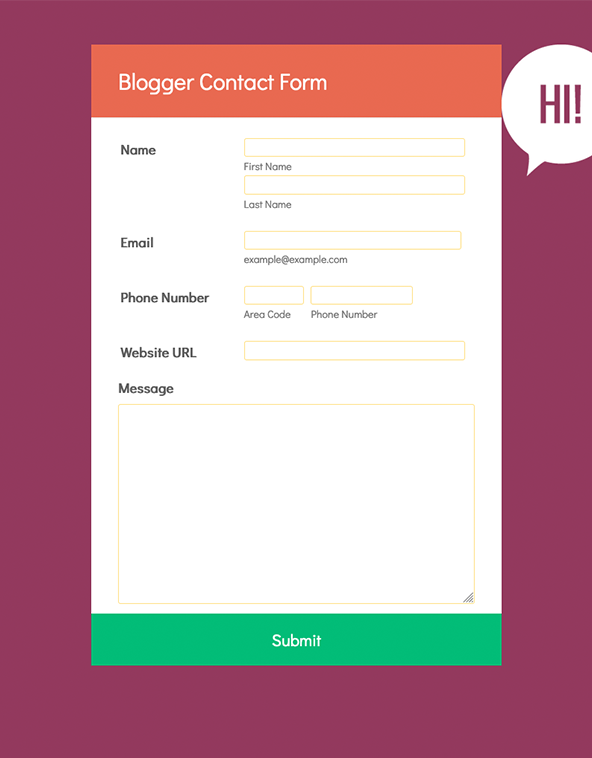 Blogger Contact Form
HI!
Name
First Name
Last Name
Email
example@example.com
Phone Number
Area Code Phone Number
Website URL
Message
Submit